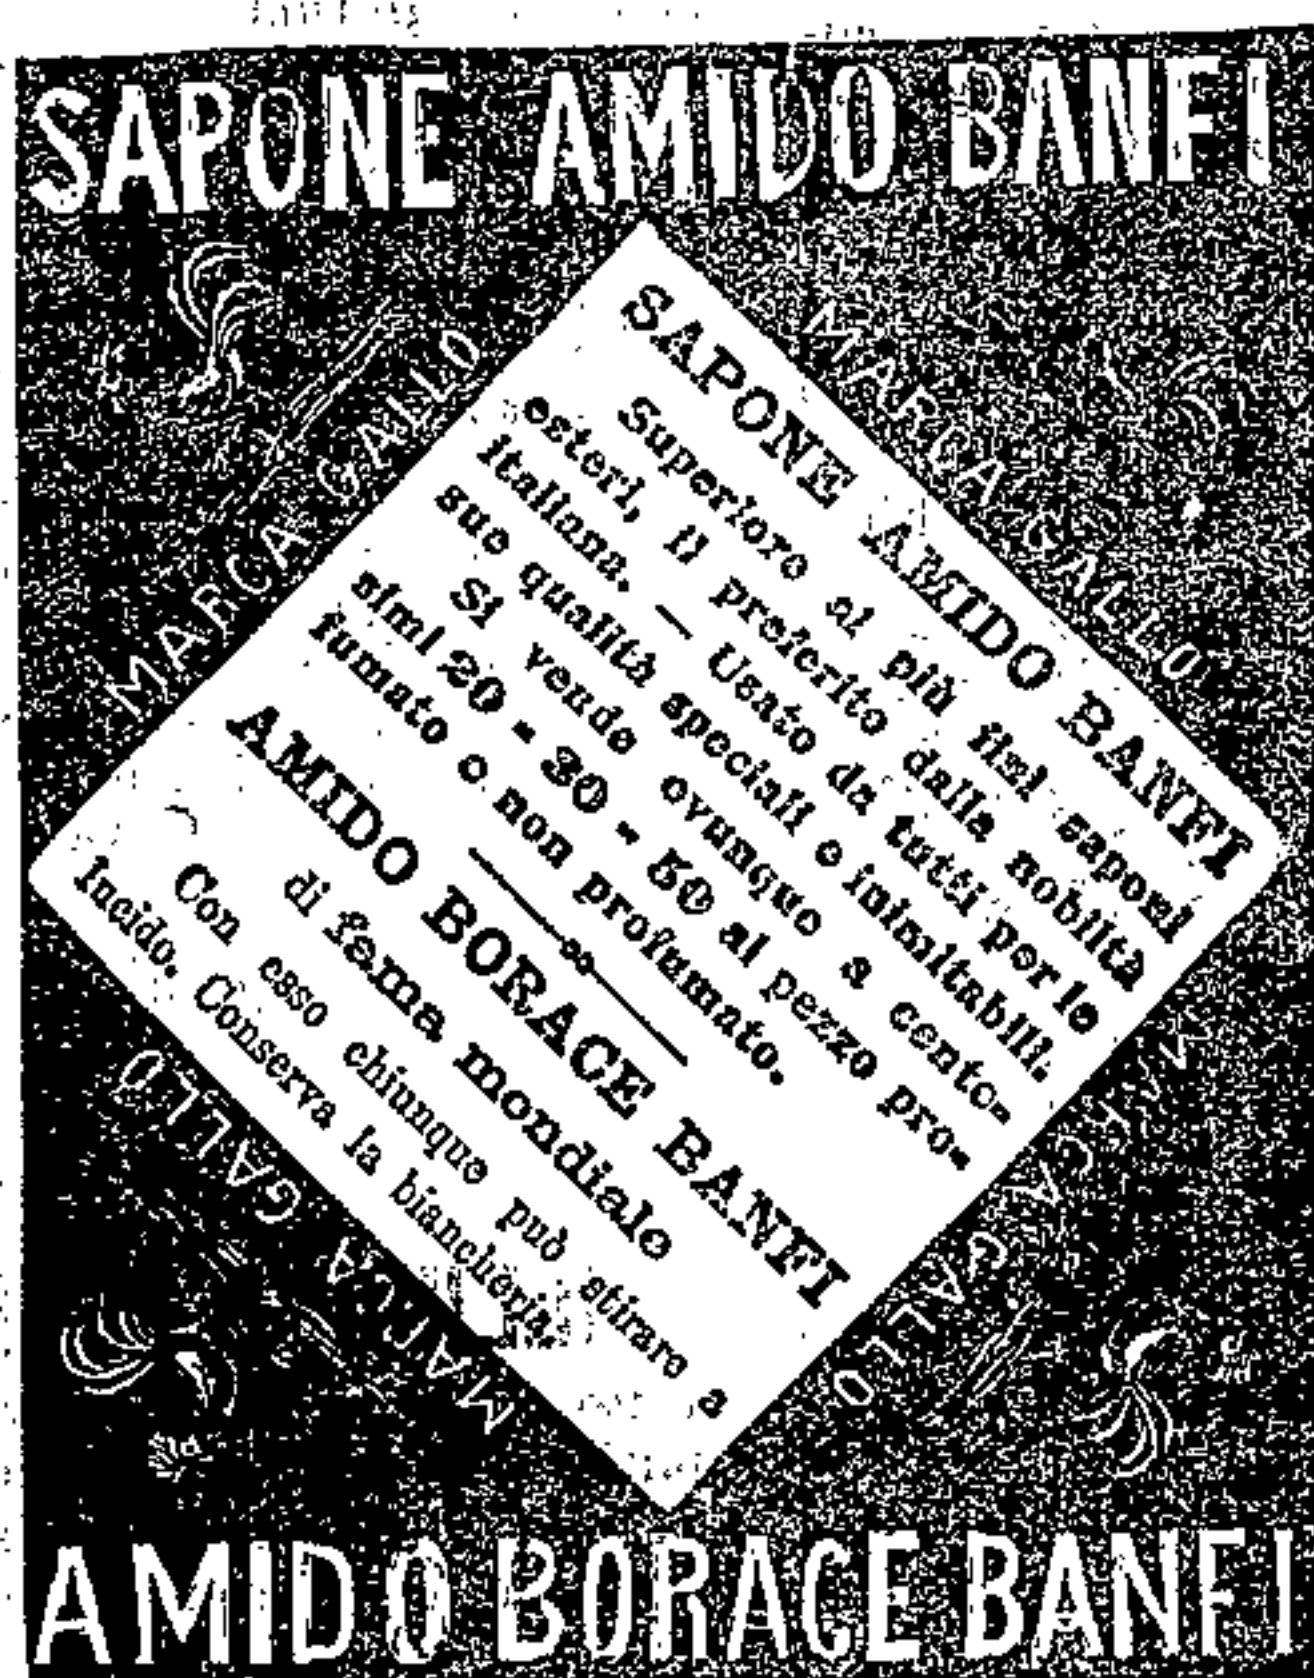 SAPONE AMIDO BANFI
MARCA GALLO
MARCA GALLO
SAPONE AMIDO BANFI
Superiore ai più fini saponi
esteri, il preferito dalla nobiltà
italiana. — Usato da tutti per le
sue qualità speciali e inimitabili.
Si vende ovunque a cente-
simi 20 - 30 - 50 al pezzo pro-
fumato e non profumato.
AMIDO BORACE BANFI
di fama mondiale
Con esso chiunque può stirare a
lucido. Conserva la biancheria.
MARCA GALLO
MARCA GALLO
AMIDO BORACE BANFI